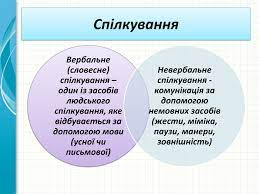 Спілкування
Вербальне
(словесне)
спілкування –
один із засобів
людського
спілкування, яке
відбувається за
допомогою мови
(усної чи
письмової)
Невербальне
спілкування -
комунікація за
допомогою
немовних засобів
(жести, міміка,
паузи, манери,
зовнішність)